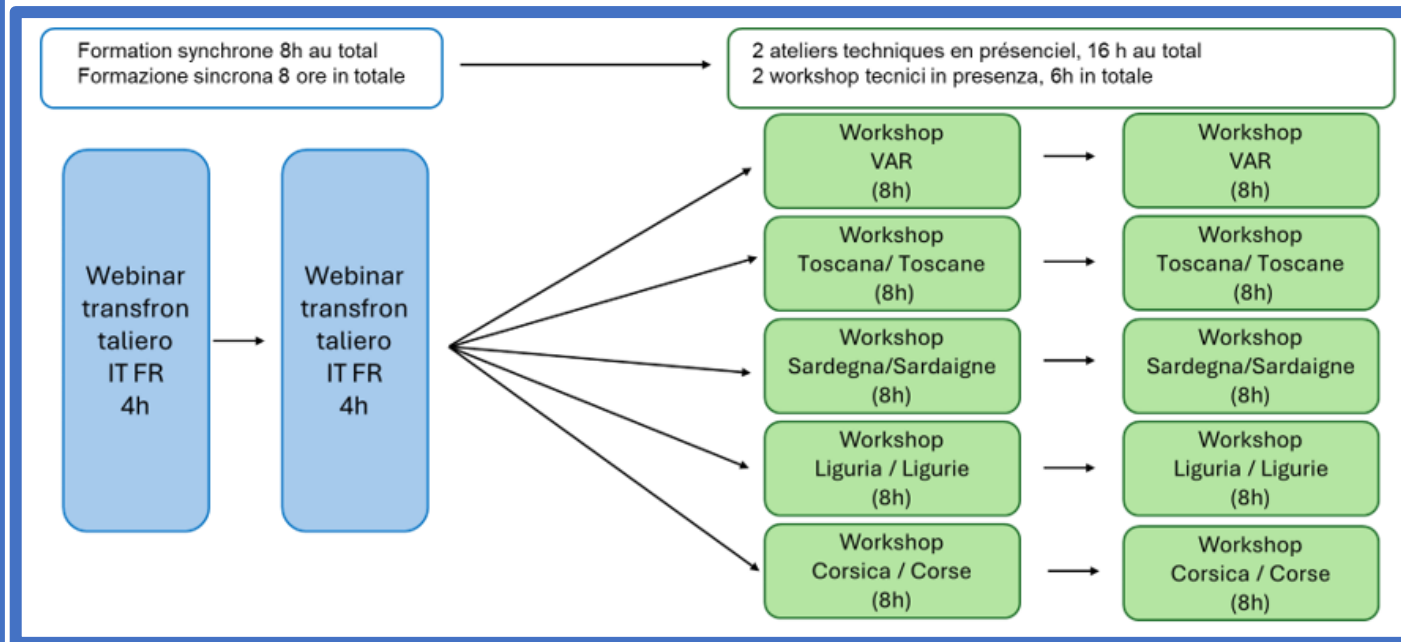 Formation synchrone 8h au total
Formazione sincrona 8 ore in totale
2 ateliers techniques en présenciel, 16 h au total
2 workshop tecnici in presenza, 6h in totale
Webinar
transfron
taliero
IT FR
4h
Webinar
transfron
taliero
IT FR
4h
Workshop
VAR
(8h)
Workshop
VAR
(8h)
Workshop
Toscana/ Toscane
(8h)
Workshop
Toscana/ Toscane
(8h)
Workshop
Sardegna/Sardaigne
(8h)
Workshop
Sardegna/Sardaigne
(8h)
Workshop
Liguria / Ligurie
(8h)
Workshop
Liguria / Ligurie
(8h)
Workshop
Corsica / Corse
(8h)
Workshop
Corsica / Corse
(8h)